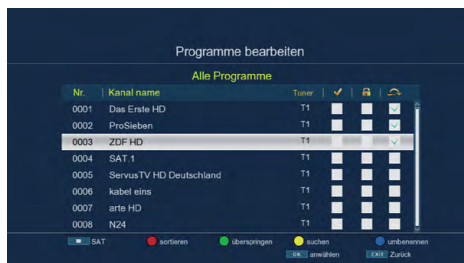 Programme bearbeiten
Alle Programme
Nr. Kanal name Tuner
0001 Das Erste HD T1
0002 ProSieben T1
0003 ZDF HD T1
0004 SAT.1 T1
0005 ServusTV HD Deutschland T1
0006 kabel eins T1
0007 arte HD T1
0008 N24 T1
SAT sortieren überspringen suchen umbenennen
OK anwählen EXIT Zurück